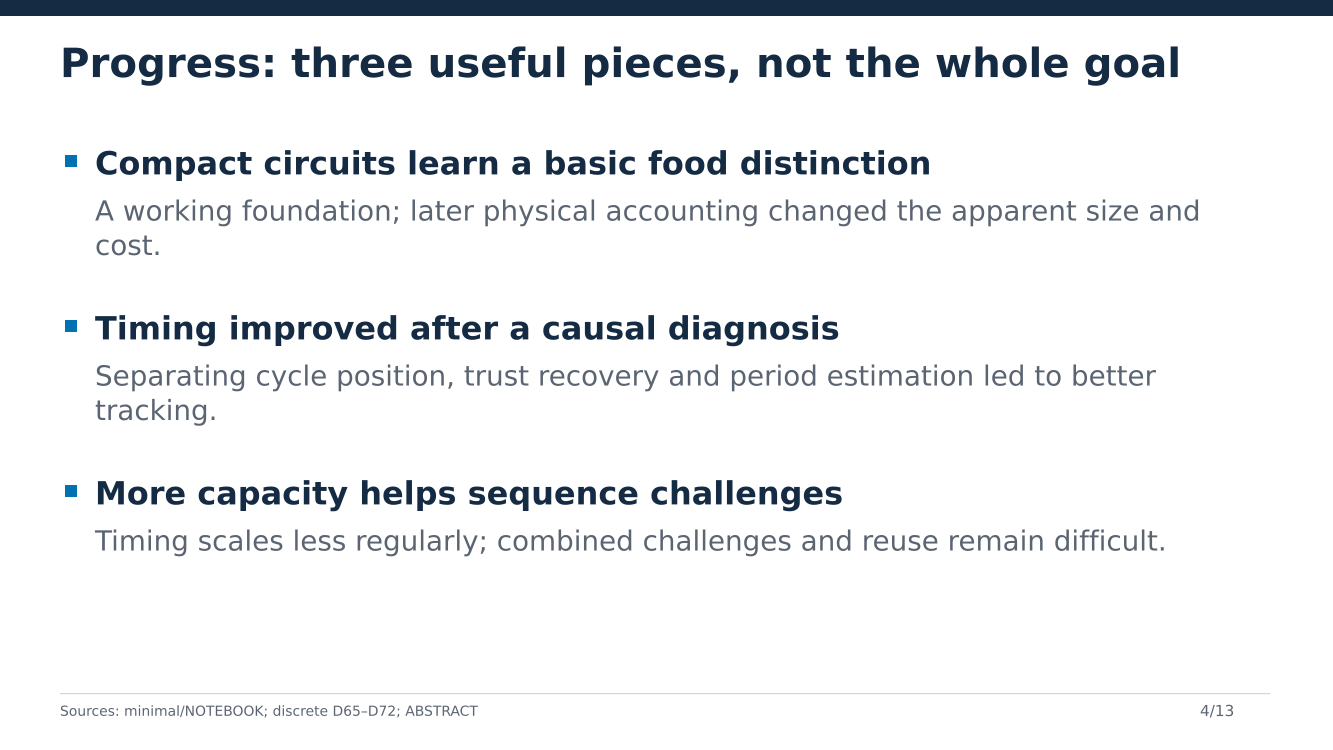 Progress: three useful pieces, not the whole goal
Compact circuits learn a basic food distinction
A working foundation; later physical accounting changed the apparent size and
cost.
Timing improved after a causal diagnosis
Separating cycle position, trust recovery and period estimation led to better
tracking.
More capacity helps sequence challenges
Timing scales less regularly; combined challenges and reuse remain difficult.
Sources: minimal/NOTEBOOK; discrete D65–D72; ABSTRACT
4/13